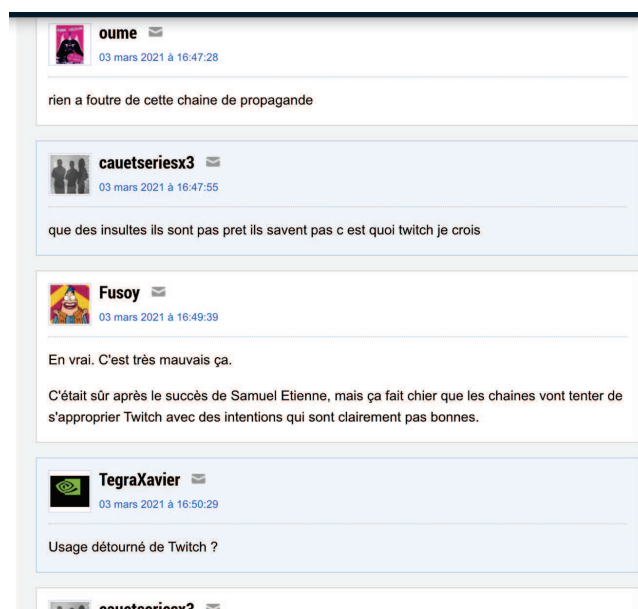 oume
03 mars 2021 à 16:47:28
rien a foutre de cette chaine de propagande
cauetseriesx3
03 mars 2021 à 16:47:55
que des insultes ils sont pas pret ils savent pas c est quoi twitch je crois
Fusoy
03 mars 2021 à 16:49:39
En vrai. C'est très mauvais ça.
C'était sûr après le succès de Samuel Etienne, mais ça fait chier que les chaines vont tenter de
s'approprier Twitch avec des intentions qui sont clairement pas bonnes.
TegraXavier
03 mars 2021 à 16:50:29
Usage détourné de Twitch ?
cauetseriesx3